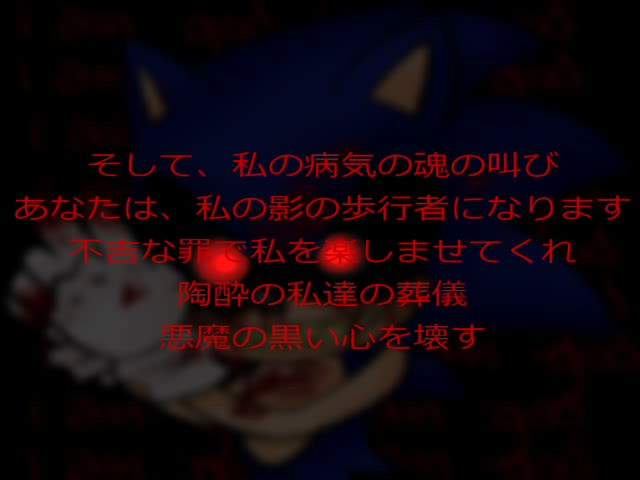 そして、私の病気の魂の叫び
あなたは、私の影の歩行者になります
不吉な罪で私を楽しませてくれ
陶酔の私達の葬儀
悪魔の黒い心を壊す